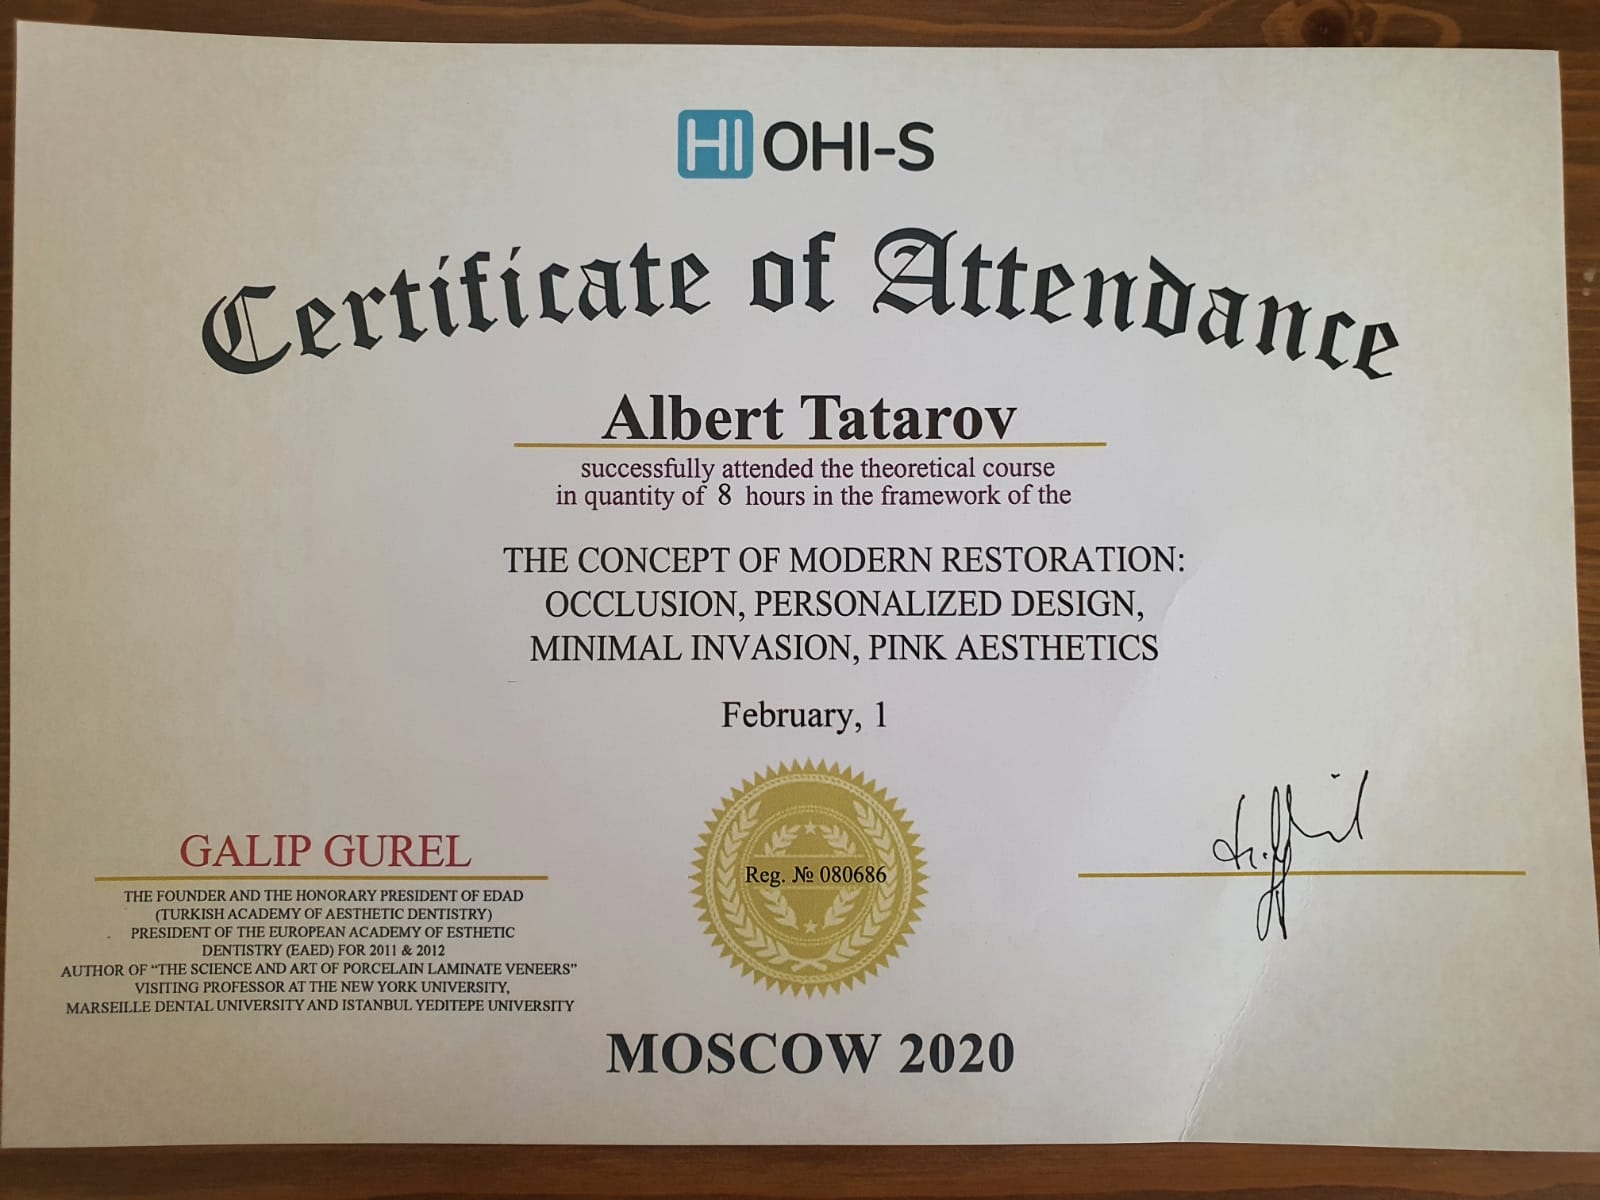 HI OHI-S
Certificate of Attendance
Albert Tatarov
successfully attended the theoretical course
in quantity of 8 hours in the framework of the
THE CONCEPT OF MODERN RESTORATION:
OCCLUSION, PERSONALIZED DESIGN,
MINIMAL INVASION, PINK AESTHETICS
February, 1
GALIP GUREL
THE FOUNDER AND THE HONORARY PRESIDENT OF EDAD
(TURKISH ACADEMY OF AESTHETIC DENTISTRY)
PRESIDENT OF THE EUROPEAN ACADEMY OF ESTHETIC
DENTISTRY (EAED) FOR 2011 & 2012
AUTHOR OF “THE SCIENCE AND ART OF PORCELAIN LAMINATE VENEERS”
VISITING PROFESSOR AT THE NEW YORK UNIVERSITY,
MARSEILLE DENTAL UNIVERSITY AND ISTANBUL YEDITEPE UNIVERSITY
Reg. № 080686
MOSCOW 2020